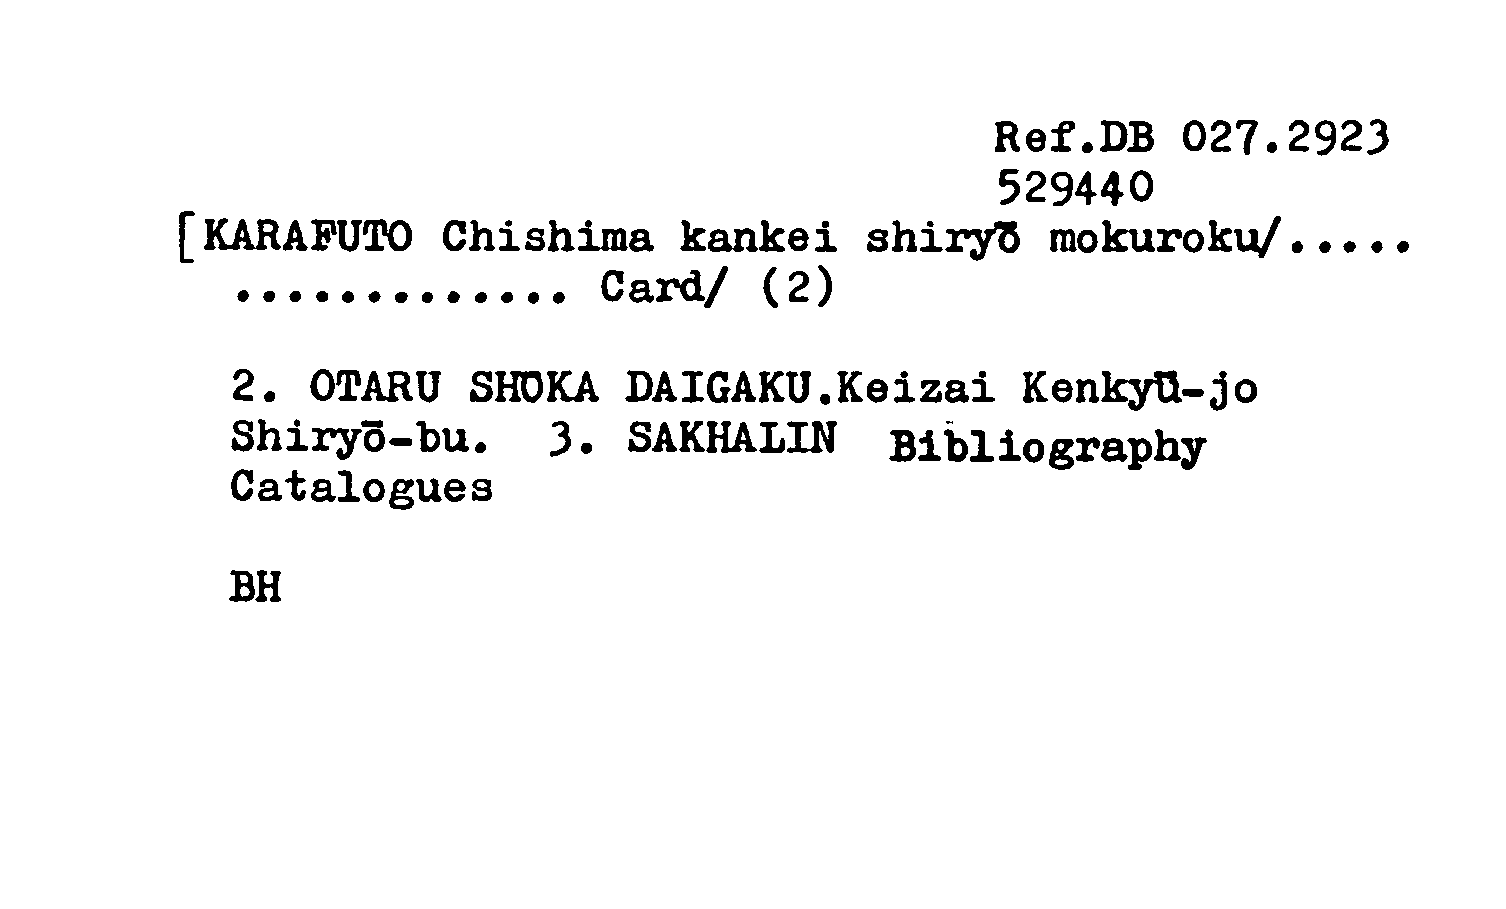 Ref.DB 027.2923
529440
[KARAFUTO Chishima kankei shiryō mokuroku/.....
............. Card/ (2)
2. OTARU SHŌKA DAIGAKU.Keizai Kenkyū-jo
Shiryō-bu. 3. SAKHALIN Bibliography
Catalogues
BH